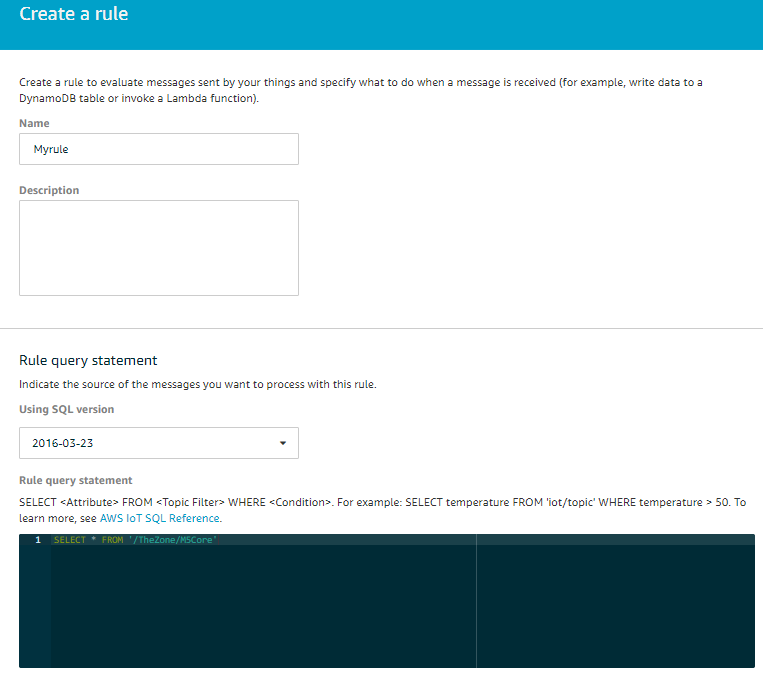 Create a rule
Create a rule to evaluate messages sent by your things and specify what to do when a message is received (for example, write data to a
DynamoDB table or invoke a Lambda function).
Name
Myrule
Description
Rule query statement
Indicate the source of the messages you want to process with this rule.
Using SQL version
2016-03-23
Rule query statement
SELECT <Attribute> FROM <Topic Filter> WHERE <Condition>. For example: SELECT temperature FROM 'iot/topic' WHERE temperature > 50. To
learn more, see AWS IoT SQL Reference.
1 SELECT * FROM '/TheZone/M5Core'